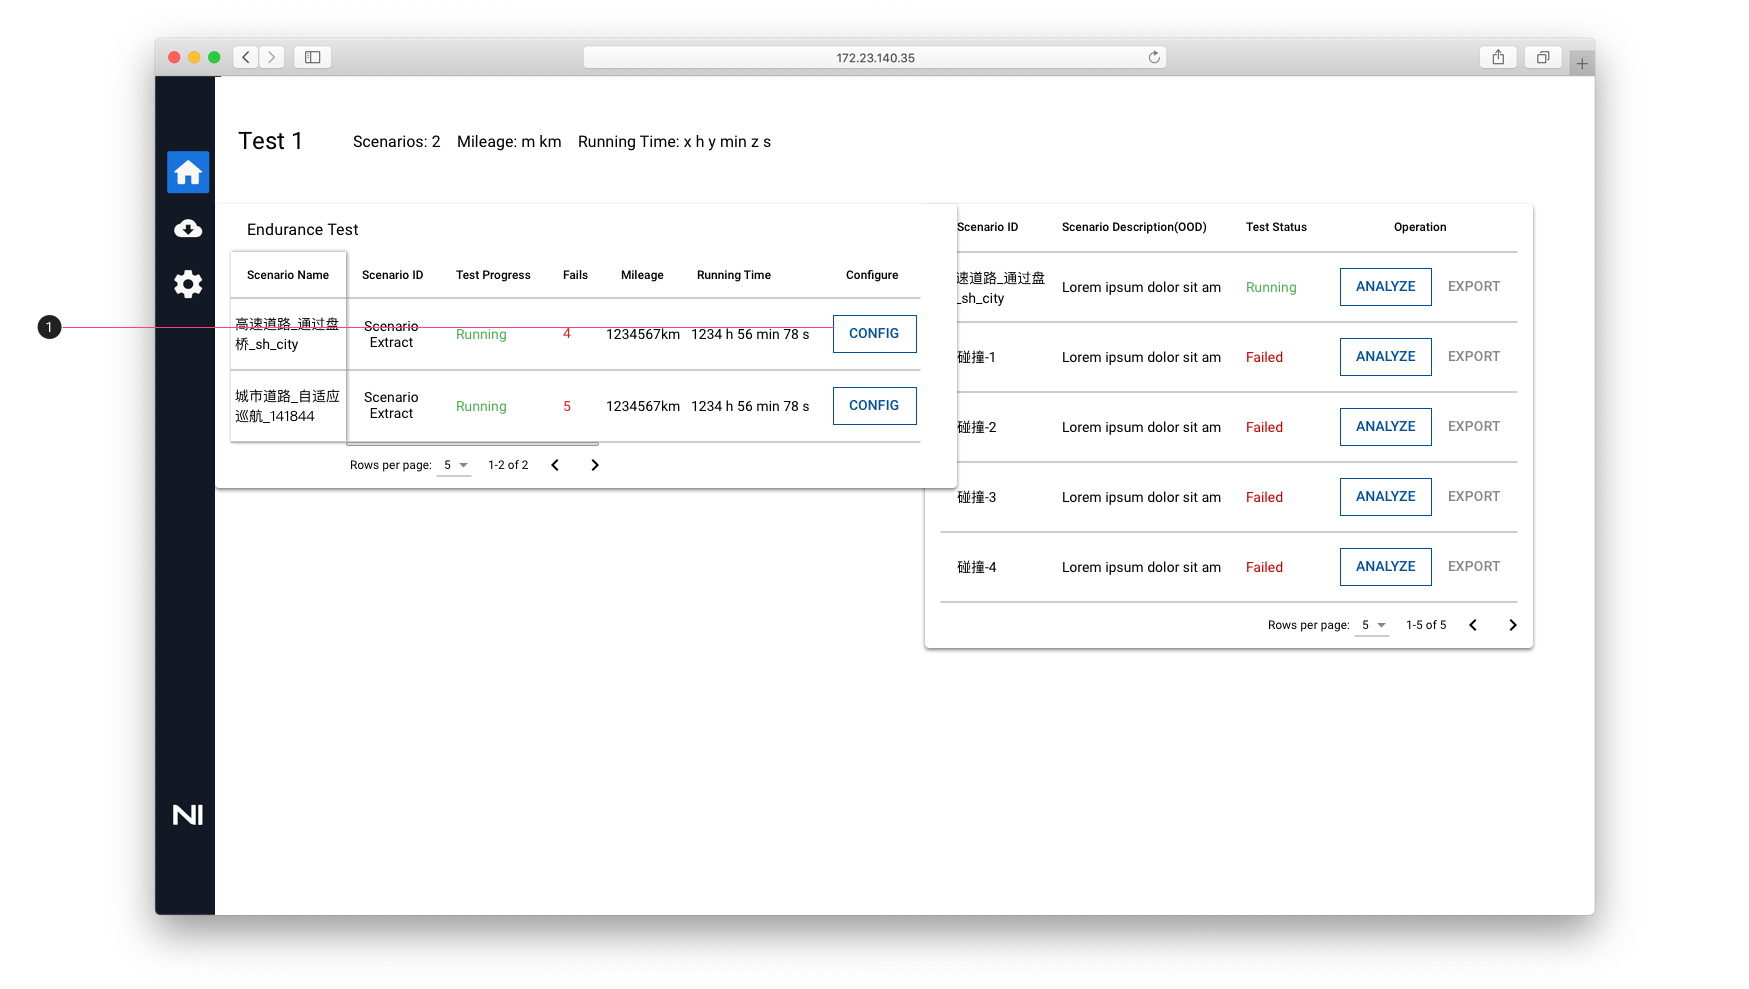 172.23.140.35
Test 1
Scenarios: 2
Mileage: m km
Running Time: x h y min z s
Endurance Test
Scenario Name
Scenario ID
Test Progress
Fails
Mileage
Running Time
Configure
1
高速道路_通过盘
桥_sh_city
Scenario
Extract
Running
4
1234567km
1234 h 56 min 78 s
CONFIG
城市道路_自适应
巡航_141844
Scenario
Extract
Running
5
1234567km
1234 h 56 min 78 s
CONFIG
Rows per page:
5
1-2 of 2
Scenario ID
Scenario Description(OOD)
Test Status
Operation
速道路_通过盘
_sh_city
Lorem ipsum dolor sit am
Running
ANALYZE
EXPORT
碰撞-1
Lorem ipsum dolor sit am
Failed
ANALYZE
EXPORT
碰撞-2
Lorem ipsum dolor sit am
Failed
ANALYZE
EXPORT
碰撞-3
Lorem ipsum dolor sit am
Failed
ANALYZE
EXPORT
碰撞-4
Lorem ipsum dolor sit am
Failed
ANALYZE
EXPORT
Rows per page:
5
1-5 of 5
NI